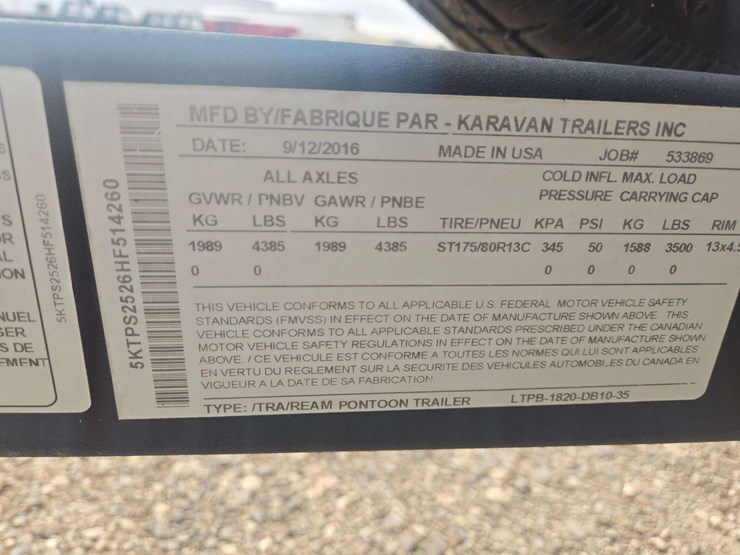 S
R
L
ON
NUEL
GER
S DE
EMENT
5KTPS2526HF514260
5KTPS2526HF514260
MFD BY/FABRIQUE PAR - KARAVAN TRAILERS INC
DATE: 9/12/2016 MADE IN USA JOB# 533869
ALL AXLES COLD INFL. MAX. LOAD
GVWR / PNBV GAWR / PNBE PRESSURE CARRYING CAP
KG LBS KG LBS TIRE/PNEU KPA PSI KG LBS RIM
1989 4385 1989 4385 ST175/80R13C 345 50 1588 3500 13x4.5
0 0 0 0 0 0
THIS VEHICLE CONFORMS TO ALL APPLICABLE U.S. FEDERAL MOTOR VEHICLE SAFETY
STANDARDS (FMVSS) IN EFFECT ON THE DATE OF MANUFACTURE SHOWN ABOVE. THIS
VEHICLE CONFORMS TO ALL APPLICABLE STANDARDS PRESCRIBED UNDER THE CANADIAN
MOTOR VEHICLE SAFETY REGULATIONS IN EFFECT ON THE DATE OF MANUFACTURE SHOWN
ABOVE. / CE VEHICULE EST CONFORME A TOUTES LES NORMES QUI LUI SONT APPLICABLES
EN VERTU DU REGLEMENT SUR LA SECURITE DES VEHICULES AUTOMOBILES DU CANADA EN
VIGUEUR A LA DATE DE SA FABRICATION.
TYPE: /TRA/REAM PONTOON TRAILER LTPB-1820-DB10-35